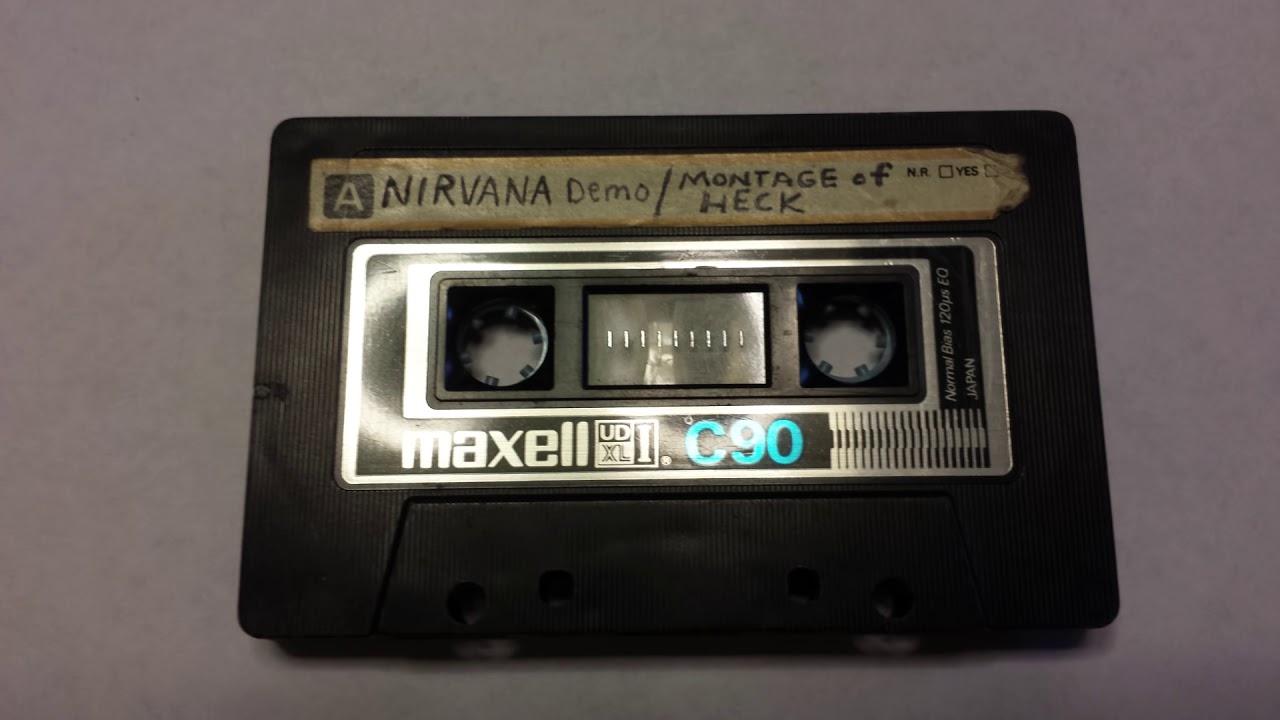 A NIRVANA Demo/MONTAGE of HECK
N.R. YES
Normal Bias 120µs EQ
JAPAN
maxell UD XL I ® C90